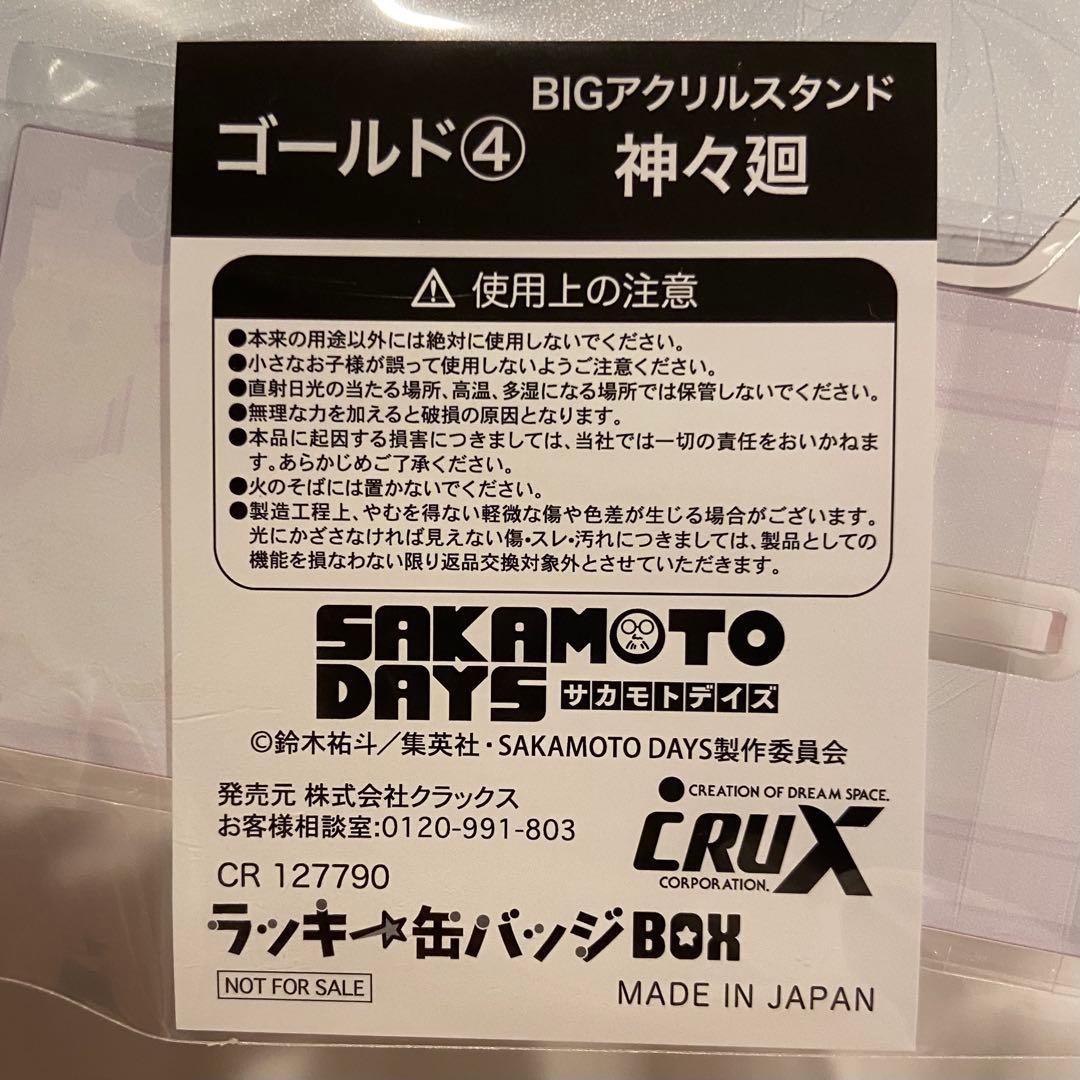 BIGアクリルスタンド
ゴールド④ 神々廻
⚠ 使用上の注意
●本来の用途以外には絶対に使用しないでください。
●小さなお子様が誤って使用しないようご注意ください。
●直射日光の当たる場所、高温、多湿になる場所では保管しないでください。
●無理な力を加えると破損の原因となります。
●本品に起因する損害につきましては、当社では一切の責任をおいかねま
す。あらかじめご了承ください。
●火のそばには置かないでください。
●製造工程上、やむを得ない軽微な傷や色差が生じる場合がございます。
光にかざさなければ見えない傷・スレ・汚れにつきましては、製品としての
機能を損なわない限り返品交換対象外とさせていただきます。
SAKAMOTO
DAYS サカモトデイズ
©鈴木祐斗／集英社・SAKAMOTO DAYS製作委員会
発売元 株式会社クラックス
お客様相談室:0120-991-803
CREATION OF DREAM SPACE.
CRUX
CORPORATION.
CR 127790
ラッキー☆缶バッジBOX
NOT FOR SALE
MADE IN JAPAN